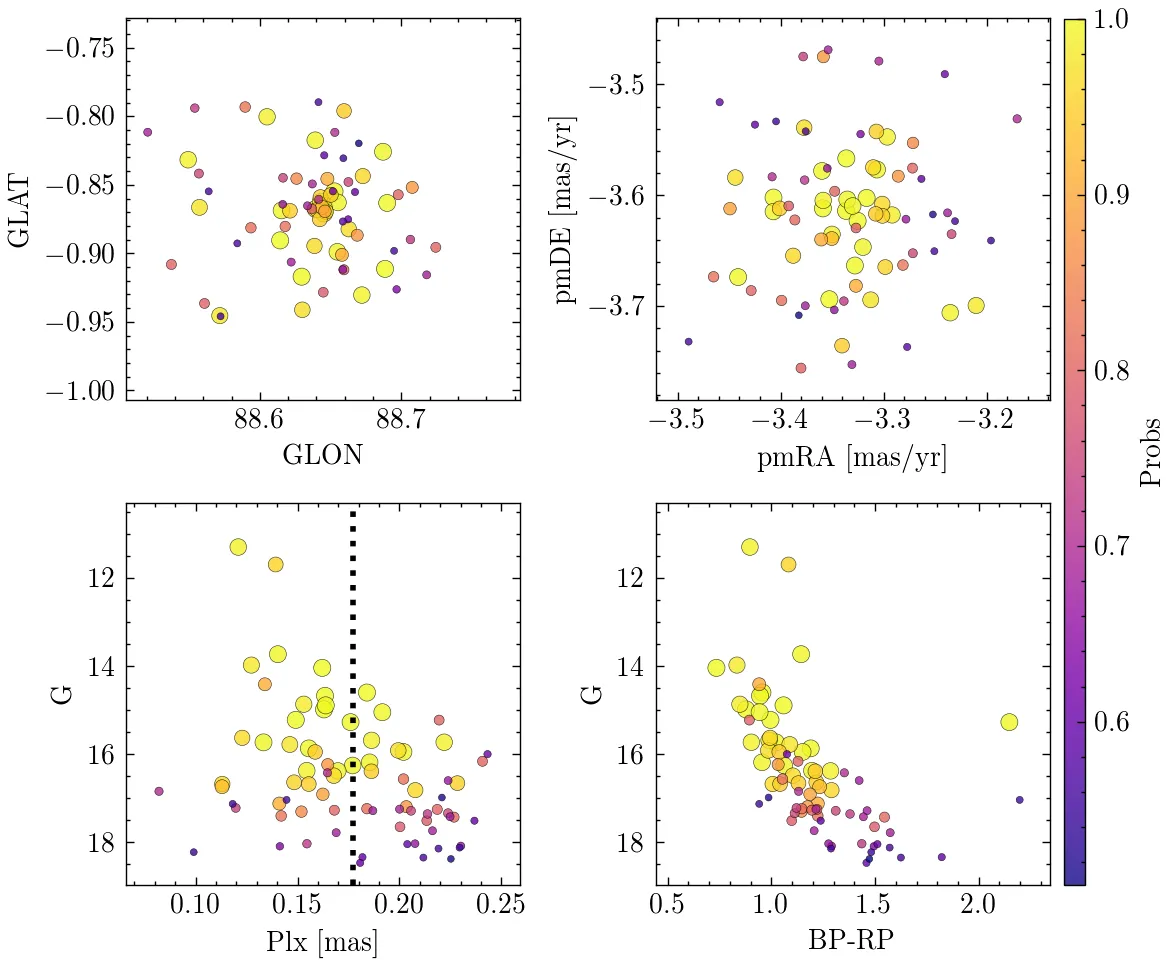 −0.75
−0.80
−0.85
−0.90
−0.95
−1.00
GLAT
88.6 88.7
GLON
−3.5
−3.6
−3.7
pmDE [mas/yr]
−3.5 −3.4 −3.3 −3.2
pmRA [mas/yr]
12
14
16
18
G
0.10 0.15 0.20 0.25
Plx [mas]
12
14
16
18
G
0.5 1.0 1.5 2.0
BP-RP
1.0
0.9
0.8
0.7
0.6
Probs